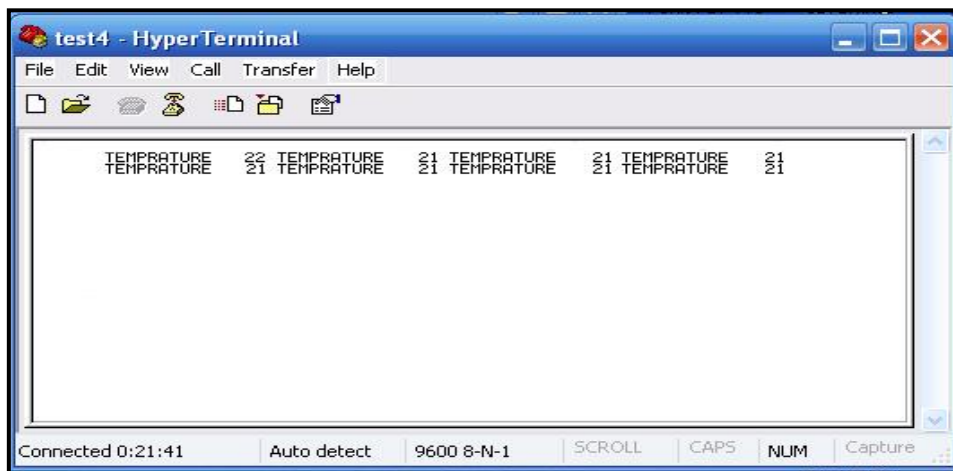 test4 - HyperTerminal
File Edit View Call Transfer Help
TEMPRATURE 22 TEMPRATURE 21 TEMPRATURE 21 TEMPRATURE 21
TEMPRATURE 21 TEMPRATURE 21 TEMPRATURE 21 TEMPRATURE 21
Connected 0:21:41 Auto detect 9600 8-N-1 SCROLL CAPS NUM Capture